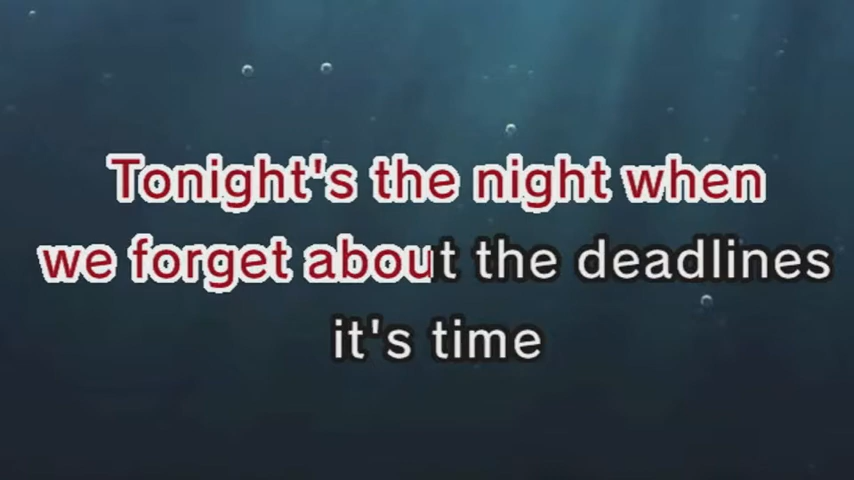 Tonight's the night when
we forget about the deadlines
it's time